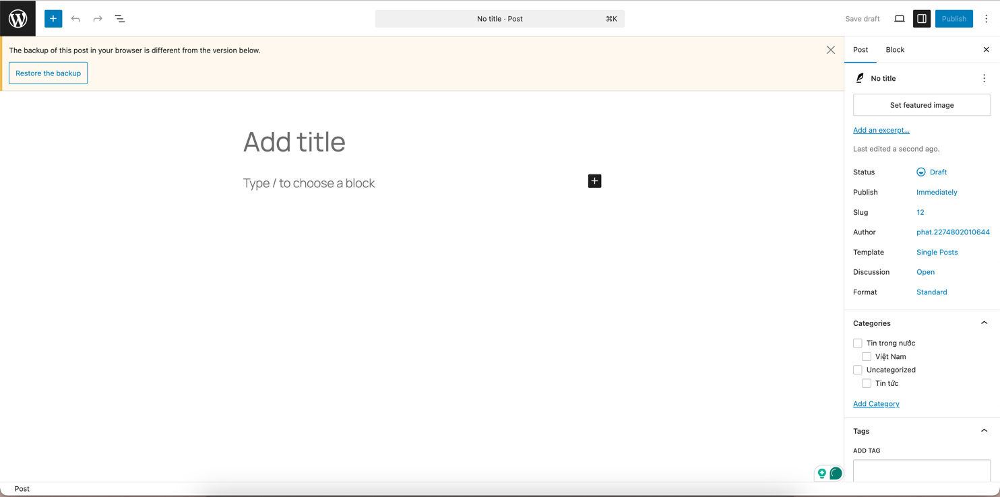 No title · Post ⌘K
Save draft
Publish
The backup of this post in your browser is different from the version below.
Restore the backup
Add title
Type / to choose a block
Post Block
No title
Set featured image
Add an excerpt...
Last edited a second ago.
Status Draft
Publish Immediately
Slug 12
Author phat.2274802010644
Template Single Posts
Discussion Open
Format Standard
Categories
Tin trong nước
Việt Nam
Uncategorized
Tin tức
Add Category
Tags
ADD TAG
Post